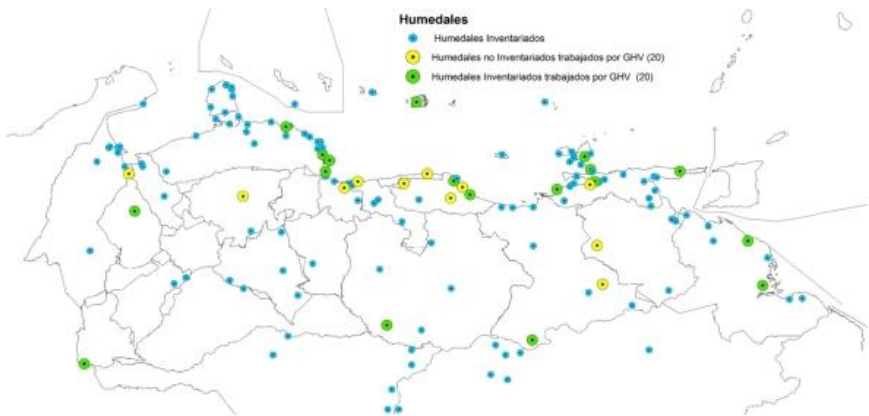 Humedales
Humedales Inventariados
Humedales no Inventariados trabajados por GHV (20)
Humedales Inventariados trabajados por GHV (20)